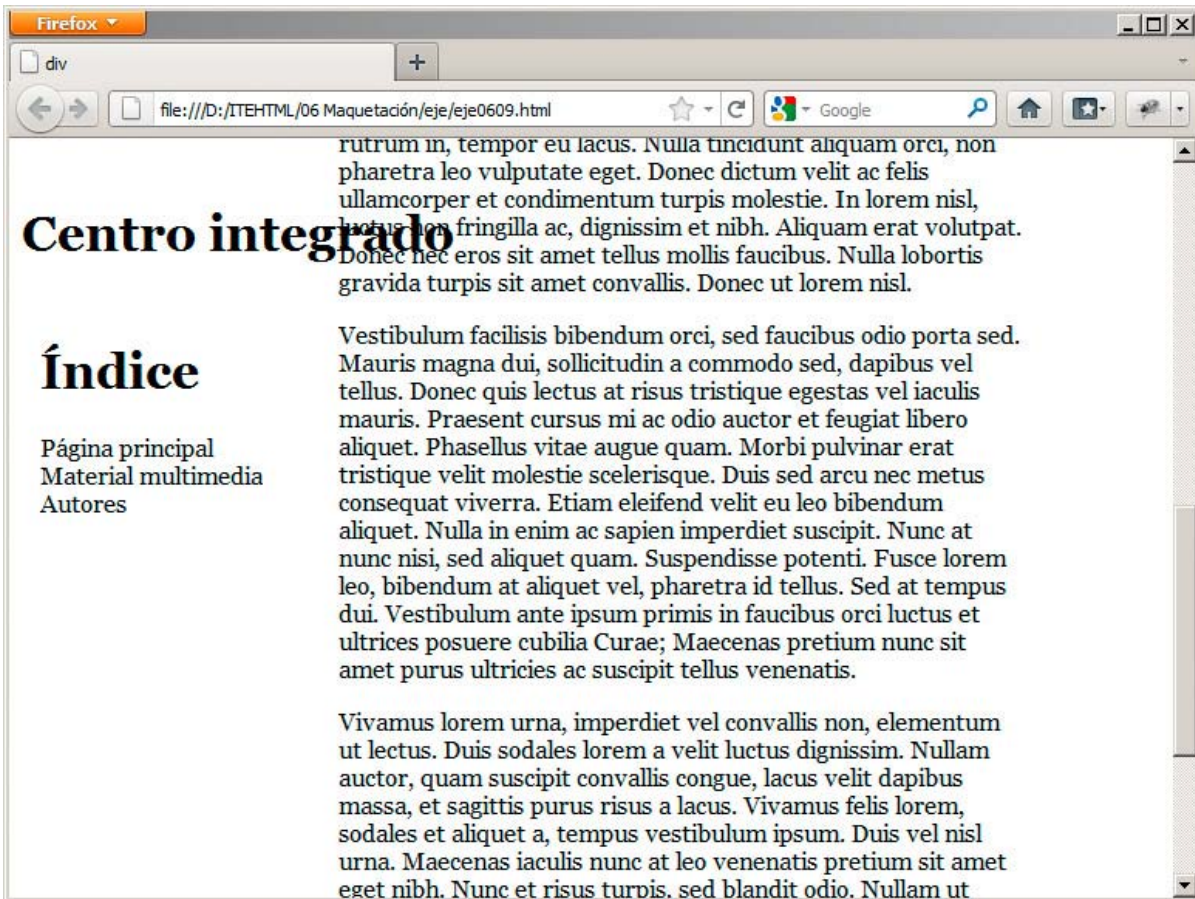 Firefox
div
file:///D:/ITEHTML/06 Maquetación/eje/eje0609.html
Google
Centro integrado
Índice
Página principal
Material multimedia
Autores
rutrum in, tempor eu lacus. Nulla tincidunt aliquam orci, non
pharetra leo vulputate eget. Donec dictum velit ac felis
ullamcorper et condimentum turpis molestie. In lorem nisl,
luctus non fringilla ac, dignissim et nibh. Aliquam erat volutpat.
Donec nec eros sit amet tellus mollis faucibus. Nulla lobortis
gravida turpis sit amet convallis. Donec ut lorem nisl.
Vestibulum facilisis bibendum orci, sed faucibus odio porta sed.
Mauris magna dui, sollicitudin a commodo sed, dapibus vel
tellus. Donec quis lectus at risus tristique egestas vel iaculis
mauris. Praesent cursus mi ac odio auctor et feugiat libero
aliquet. Phasellus vitae augue quam. Morbi pulvinar erat
tristique velit molestie scelerisque. Duis sed arcu nec metus
consequat viverra. Etiam eleifend velit eu leo bibendum
aliquet. Nulla in enim ac sapien imperdiet suscipit. Nunc at
nunc nisi, sed aliquet quam. Suspendisse potenti. Fusce lorem
leo, bibendum at aliquet vel, pharetra id tellus. Sed at tempus
dui. Vestibulum ante ipsum primis in faucibus orci luctus et
ultrices posuere cubilia Curae; Maecenas pretium nunc sit
amet purus ultricies ac suscipit tellus venenatis.
Vivamus lorem urna, imperdiet vel convallis non, elementum
ut lectus. Duis sodales lorem a velit luctus dignissim. Nullam
auctor, quam suscipit convallis congue, lacus velit dapibus
massa, et sagittis purus risus a lacus. Vivamus felis lorem,
sodales et aliquet a, tempus vestibulum ipsum. Duis vel nisl
urna. Maecenas iaculis nunc at leo venenatis pretium sit amet
eget nibh. Nunc et risus turpis, sed blandit odio. Nullam ut